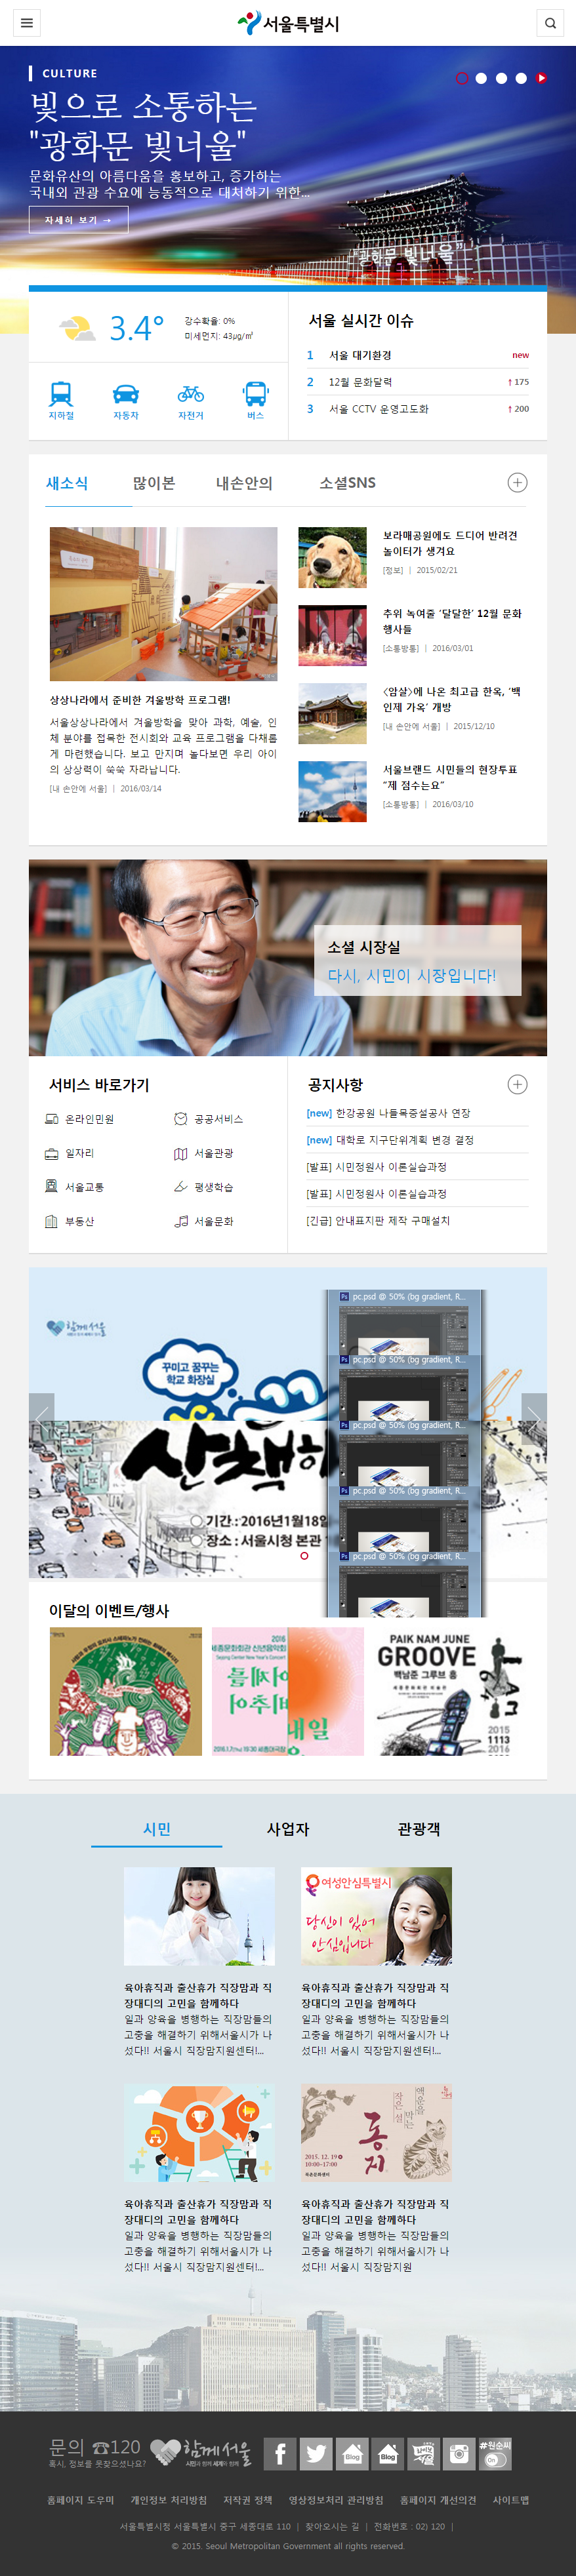 서울특별시
CULTURE
빛으로 소통하는
"광화문 빛너울"
문화유산의 아름다움을 홍보하고, 증가하는
국내외 관광 수요에 능동적으로 대처하기 위한...
자세히 보기 →
"광화문 빛너울"
3.4°
강수확률: 0%
미세먼지: 43㎍/㎥
지하철
자동차
자전거
버스
서울 실시간 이슈
1 서울 대기환경 new
2 12월 문화달력 ↑ 175
3 서울 CCTV 운영고도화 ↑ 200
새소식 많이본 내손안의 소셜SNS
상상나라에서 준비한 겨울방학 프로그램!
서울상상나라에서 겨울방학을 맞아 과학, 예술, 인
체 분야를 접목한 전시회와 교육 프로그램을 다채롭
게 마련했습니다. 보고 만지며 놀다보면 우리 아이
의 상상력이 쑥쑥 자라납니다.
[내 손안에 서울] | 2016/03/14
보라매공원에도 드디어 반려견
놀이터가 생겨요
[정보] | 2015/02/21
추위 녹여줄 ‘달달한’ 12월 문화
행사들
[소통방통] | 2016/03/01
<암살>에 나온 최고급 한옥, ‘백
인제 가옥’ 개방
[내 손안에 서울] | 2015/12/10
서울브랜드 시민들의 현장투표
“제 점수는요”
[소통방통] | 2016/03/10
소셜 시장실
다시, 시민이 시장입니다!
서비스 바로가기
온라인민원
공공서비스
일자리
서울관광
서울교통
평생학습
부동산
서울문화
공지사항
[new] 한강공원 나들목증설공사 연장
[new] 대학로 지구단위계획 변경 결정
[발표] 시민정원사 이론실습과정
[발표] 시민정원사 이론실습과정
[긴급] 안내표지판 제작 구매설치
함께서울
꾸미고 꿈꾸는
학교 화장실
Ps pc.psd @ 50% (bg gradient, R...
Ps pc.psd @ 50% (bg gradient, R...
Ps pc.psd @ 50% (bg gradient, R...
Ps pc.psd @ 50% (bg gradient, R...
Ps pc.psd @ 50% (bg gradient, R...
산책
기간 : 2016년1월18일
장소 : 서울시청 본관
이달의 이벤트/행사
2016
세종문화회관 신년음악회
Sejong Center New Year's Concert
내일
PAIK NAM JUNE
GROOVE
백남준 그루브 흥
2015
1113
2016
시민 사업자 관광객
여성안심특별시
당신이 있어
안심입니다
육아휴직과 출산휴가 직장맘과 직
장대디의 고민을 함께하다
일과 양육을 병행하는 직장맘들의
고충을 해결하기 위해서울시가 나
섰다!! 서울시 직장맘지원센터!...
육아휴직과 출산휴가 직장맘과 직
장대디의 고민을 함께하다
일과 양육을 병행하는 직장맘들의
고충을 해결하기 위해서울시가 나
섰다!! 서울시 직장맘지원센터!...
동지
2015. 12. 19
10:00~17:00
육아휴직과 출산휴가 직장맘과 직
장대디의 고민을 함께하다
일과 양육을 병행하는 직장맘들의
고충을 해결하기 위해서울시가 나
섰다!! 서울시 직장맘지원센터!...
육아휴직과 출산휴가 직장맘과 직
장대디의 고민을 함께하다
일과 양육을 병행하는 직장맘들의
고충을 해결하기 위해서울시가 나
섰다!! 서울시 직장맘지원
문의 ☎120
혹시, 정보를 못찾으셨나요?
함께서울
시민과 함께 세계와 함께
Blog
Blog
#원순씨
On
홈페이지 도우미 개인정보 처리방침 저작권 정책 영상정보처리 관리방침 홈페이지 개선의견 사이트맵
서울특별시청 서울특별시 중구 세종대로 110 | 찾아오시는 길 | 전화번호 : 02) 120 |
© 2015. Seoul Metropolitan Government all rights reserved.